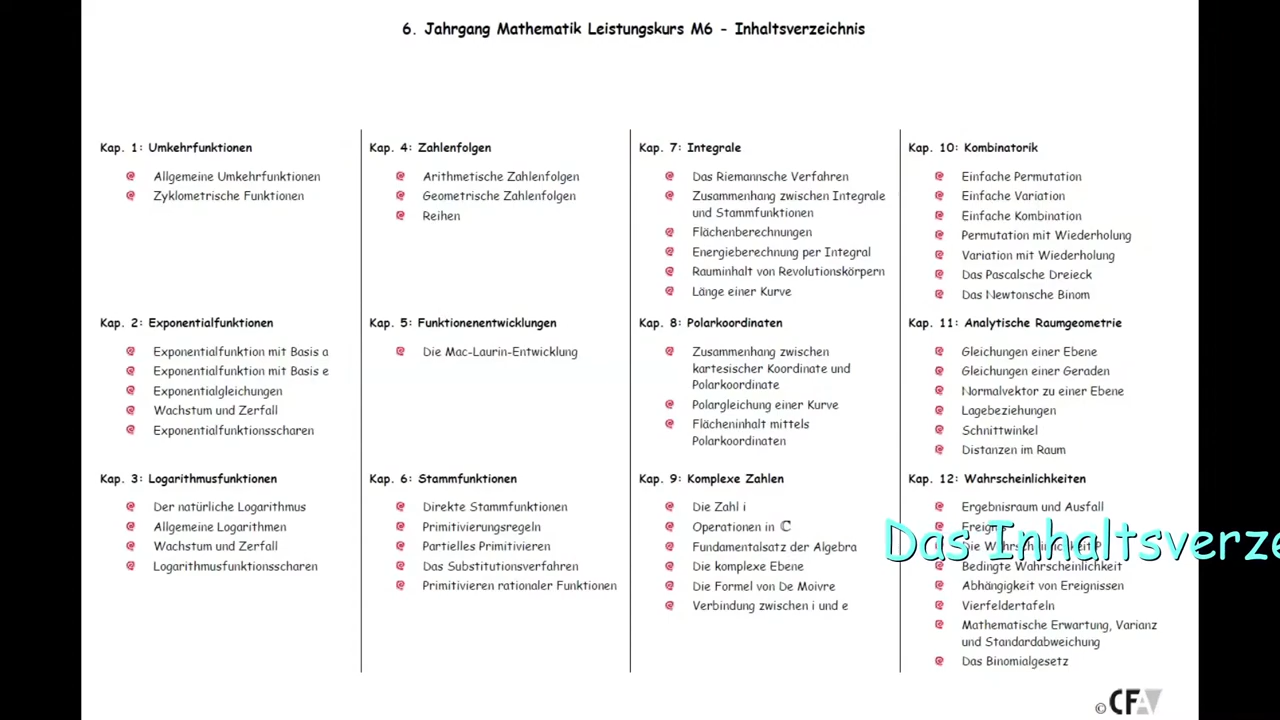 6. Jahrgang Mathematik Leistungskurs M6 - Inhaltsverzeichnis
Kap. 1: Umkehrfunktionen
Allgemeine Umkehrfunktionen
Zyklometrische Funktionen
Kap. 2: Exponentialfunktionen
Exponentialfunktion mit Basis a
Exponentialfunktion mit Basis e
Exponentialgleichungen
Wachstum und Zerfall
Exponentialfunktionsscharen
Kap. 3: Logarithmusfunktionen
Der natürliche Logarithmus
Allgemeine Logarithmen
Wachstum und Zerfall
Logarithmusfunktionsscharen
Kap. 4: Zahlenfolgen
Arithmetische Zahlenfolgen
Geometrische Zahlenfolgen
Reihen
Kap. 5: Funktionenentwicklungen
Die Mac-Laurin-Entwicklung
Kap. 6: Stammfunktionen
Direkte Stammfunktionen
Primitivierungsregeln
Partielles Primitivieren
Das Substitutionsverfahren
Primitivieren rationaler Funktionen
Kap. 7: Integrale
Das Riemannsche Verfahren
Zusammenhang zwischen Integrale
und Stammfunktionen
Flächenberechnungen
Energieberechnung per Integral
Rauminhalt von Revolutionskörpern
Länge einer Kurve
Kap. 8: Polarkoordinaten
Zusammenhang zwischen
kartesischer Koordinate und
Polarkoordinate
Polargleichung einer Kurve
Flächeninhalt mittels
Polarkoordinaten
Kap. 9: Komplexe Zahlen
Die Zahl i
Operationen in ℂ
Fundamentalsatz der Algebra
Die komplexe Ebene
Die Formel von De Moivre
Verbindung zwischen i und e
Kap. 10: Kombinatorik
Einfache Permutation
Einfache Variation
Einfache Kombination
Permutation mit Wiederholung
Variation mit Wiederholung
Das Pascalsche Dreieck
Das Newtonsche Binom
Kap. 11: Analytische Raumgeometrie
Gleichungen einer Ebene
Gleichungen einer Geraden
Normalvektor zu einer Ebene
Lagebeziehungen
Schnittwinkel
Distanzen im Raum
Kap. 12: Wahrscheinlichkeiten
Ergebnisraum und Ausfall
Die
Bedingte Wahrscheinlichkeit
Abhängigkeit von Ereignissen
Vierfeldertafeln
Mathematische Erwartung, Varianz
und Standardabweichung
Das Binomialgesetz
Das Inhaltsverze
© CFAV